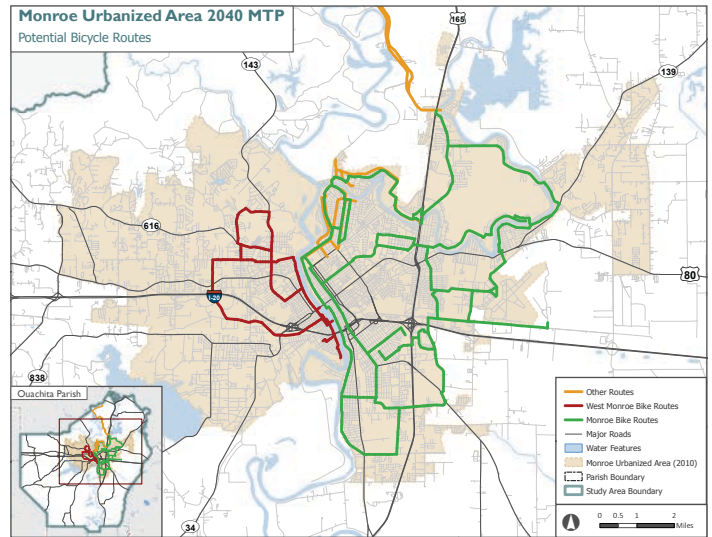 Monroe Urbanized Area 2040 MTP
Potential Bicycle Routes
165
143
139
616
80
I-20
838
34
Ouachita Parish
Other Routes
West Monroe Bike Routes
Monroe Bike Routes
Major Roads
Water Features
Monroe Urbanized Area (2010)
Parish Boundary
Study Area Boundary
0 0.5 1 2
Miles